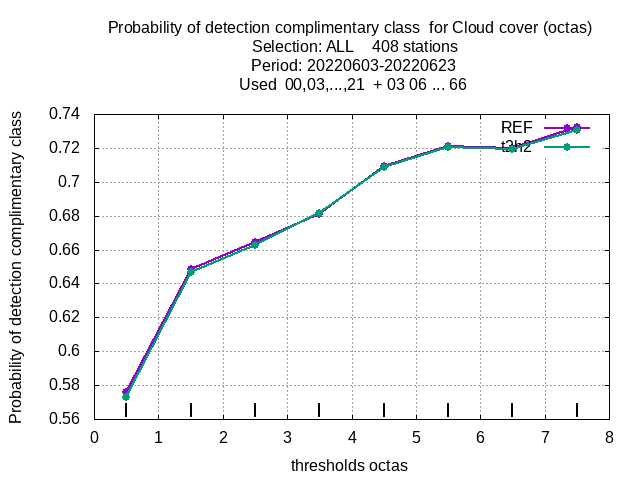 Probability of detection complimentary class  for Cloud cover (octas)
Selection: ALL    408 stations
Period: 20220603-20220623
Used  00,03,...,21  + 03 06 ... 66
Probability of detection complimentary class
0.74
0.72
0.7
0.68
0.66
0.64
0.62
0.6
0.58
0.56
REF
t2h2
0 1 2 3 4 5 6 7 8
thresholds octas